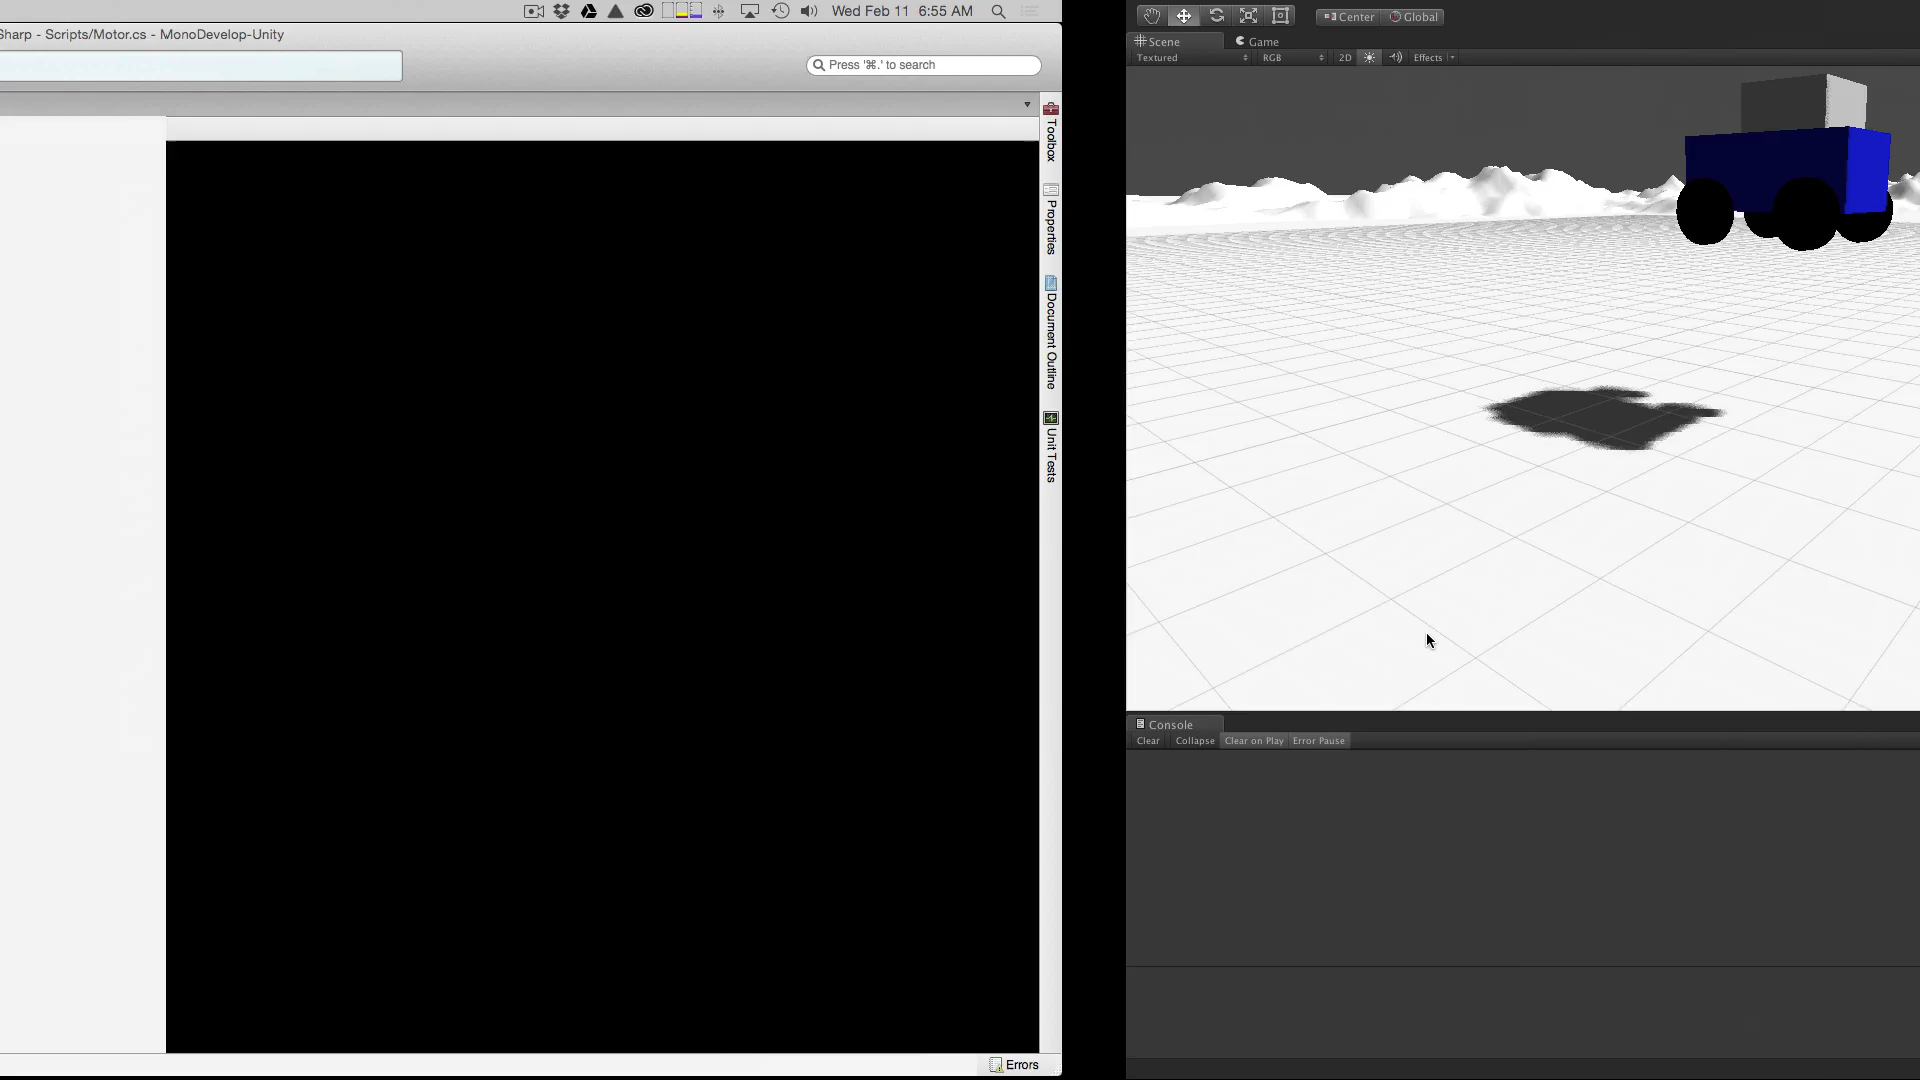 Wed Feb 11 6:55 AM
Sharp - Scripts/Motor.cs - MonoDevelop-Unity
Press '⌘.' to search
Toolbox
Properties
Document Outline
Unit Tests
Errors
Center
Global
Scene
Game
Textured
RGB
2D
Effects
Console
Clear
Collapse
Clear on Play
Error Pause